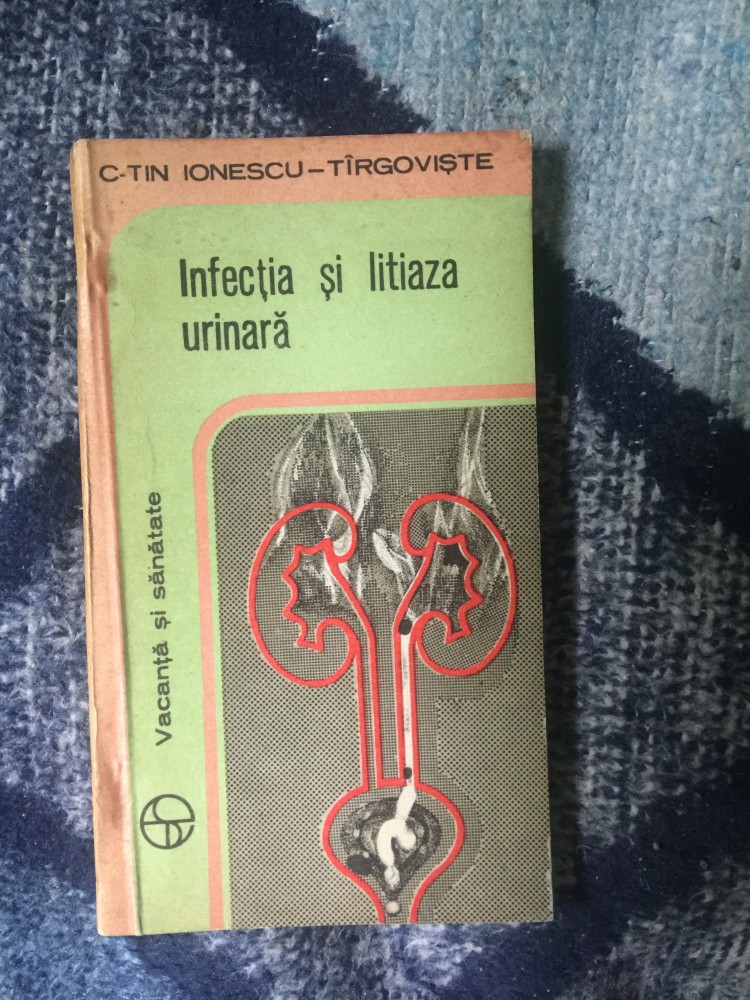 C-TIN IONESCU-TÎRGOVIȘTE
Infecția și litiaza
urinară
Vacanță și sănătate